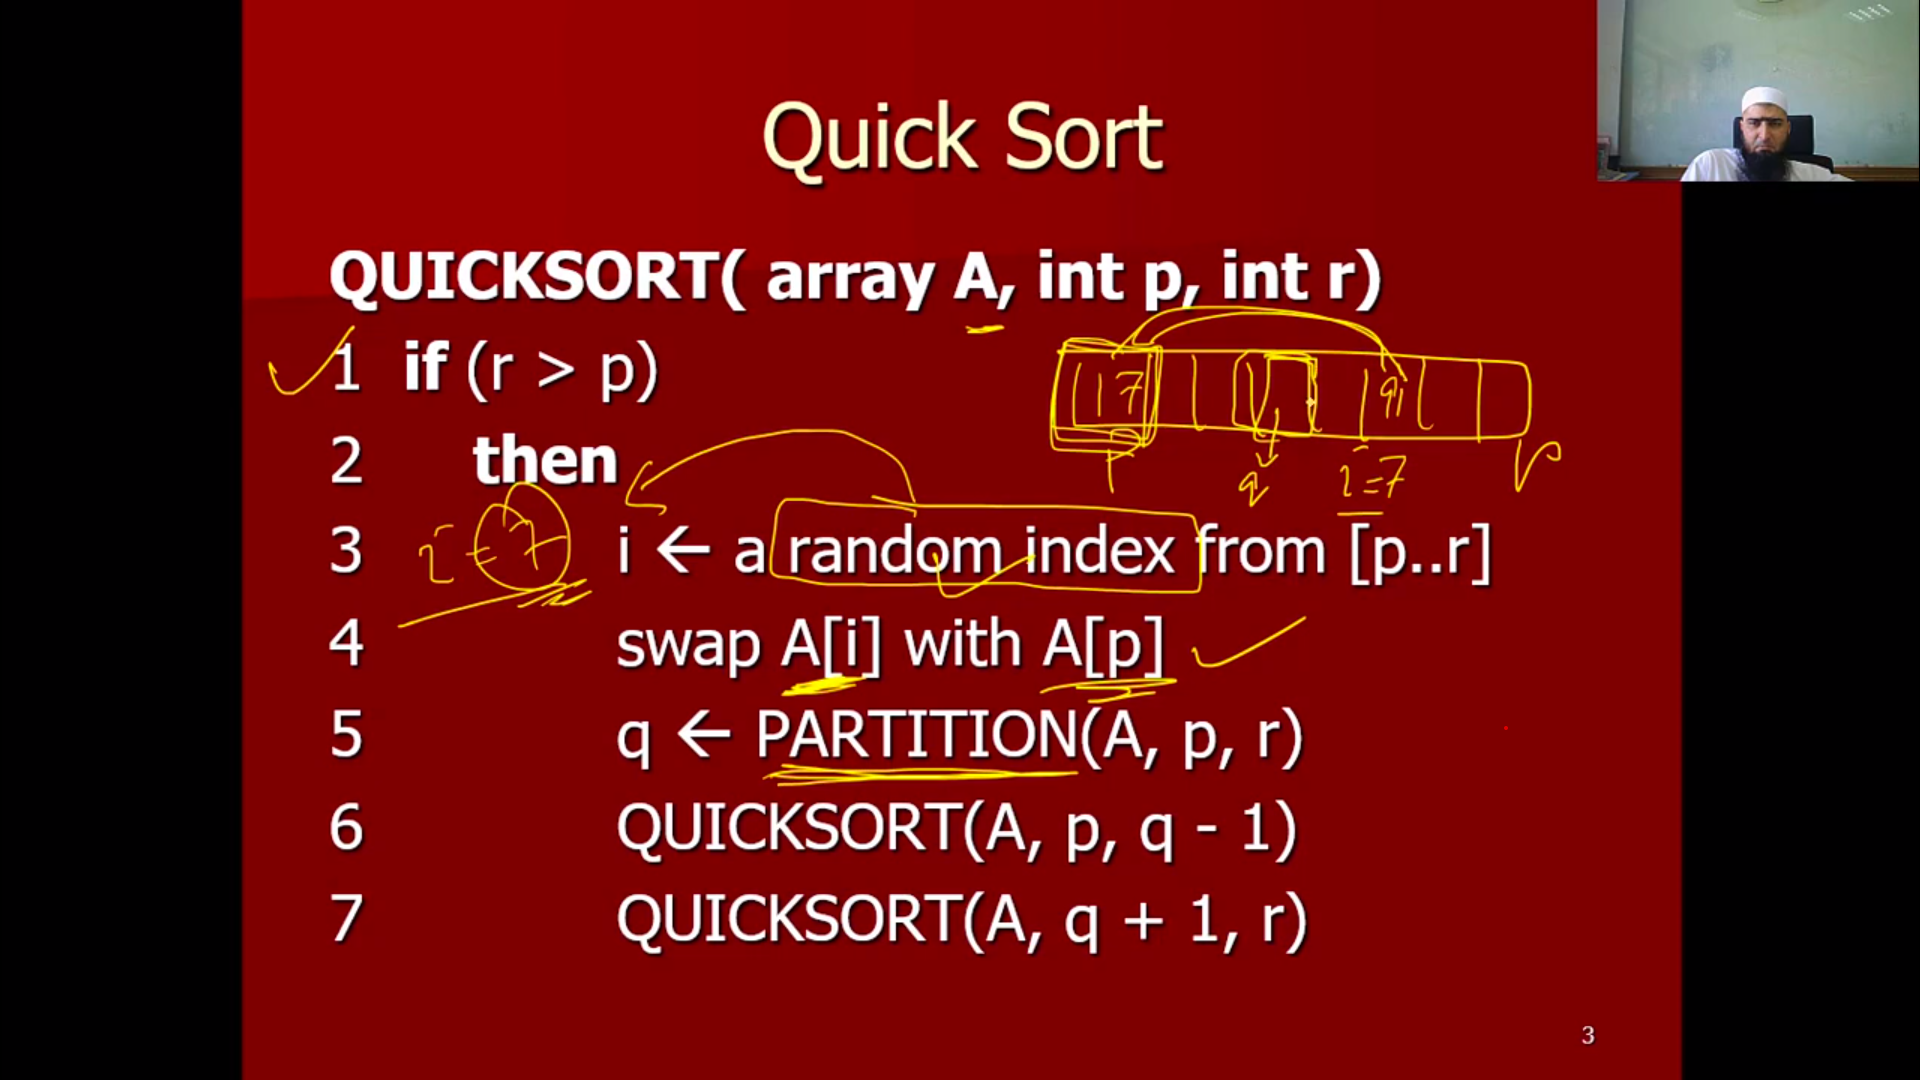 Quick Sort
QUICKSORT( array A, int p, int r)
1 if (r > p)
17
2 then
p
q
i=7
r
3 i=7 i ← a random index from [p..r]
4 swap A[i] with A[p]
5 q ← PARTITION(A, p, r)
6 QUICKSORT(A, p, q - 1)
7 QUICKSORT(A, q + 1, r)
3